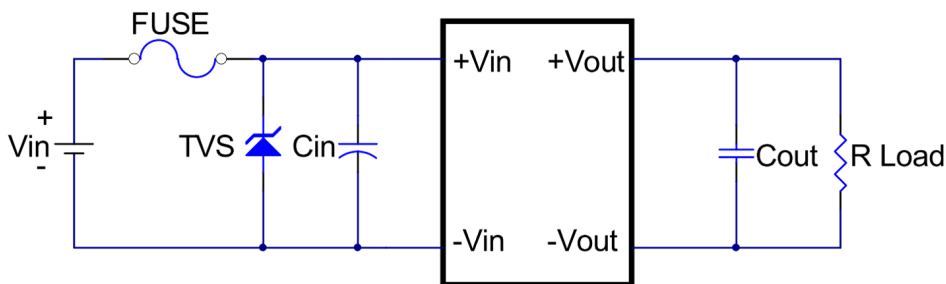 FUSE
+Vin
+Vout
+
Vin
-
TVS
Cin
Cout
R Load
-Vin
-Vout